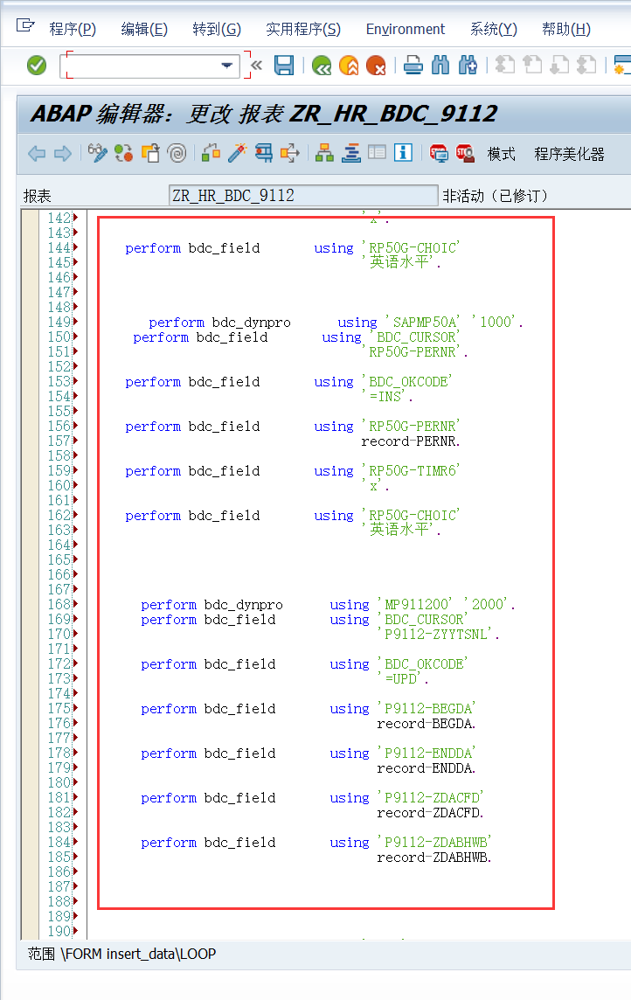 程序(P) 编辑(E) 转到(G) 实用程序(S) Environment 系统(Y) 帮助(H)
ABAP 编辑器：更改 报表 ZR_HR_BDC_9112
模式 程序美化器
报表 ZR_HR_BDC_9112 非活动（已修订）
142 'x'.
143
144 perform bdc_field using 'RP50G-CHOIC'
145 '英语水平'.
146
147
148
149 perform bdc_dynpro using 'SAPMP50A' '1000'.
150 perform bdc_field using 'BDC_CURSOR'
151 'RP50G-PERNR'.
152
153 perform bdc_field using 'BDC_OKCODE'
154 '=INS'.
155
156 perform bdc_field using 'RP50G-PERNR'
157 record-PERNR.
158
159 perform bdc_field using 'RP50G-TIMR6'
160 'x'.
161
162 perform bdc_field using 'RP50G-CHOIC'
163 '英语水平'.
164
165
166
167
168 perform bdc_dynpro using 'MP911200' '2000'.
169 perform bdc_field using 'BDC_CURSOR'
170 'P9112-ZYYTSNL'.
171
172 perform bdc_field using 'BDC_OKCODE'
173 '=UPD'.
174
175 perform bdc_field using 'P9112-BEGDA'
176 record-BEGDA.
177
178 perform bdc_field using 'P9112-ENDDA'
179 record-ENDDA.
180
181 perform bdc_field using 'P9112-ZDACFD'
182 record-ZDACFD.
183
184 perform bdc_field using 'P9112-ZDABHWB'
185 record-ZDABHWB.
186
187
188
189
190
范围 \FORM insert_data\LOOP